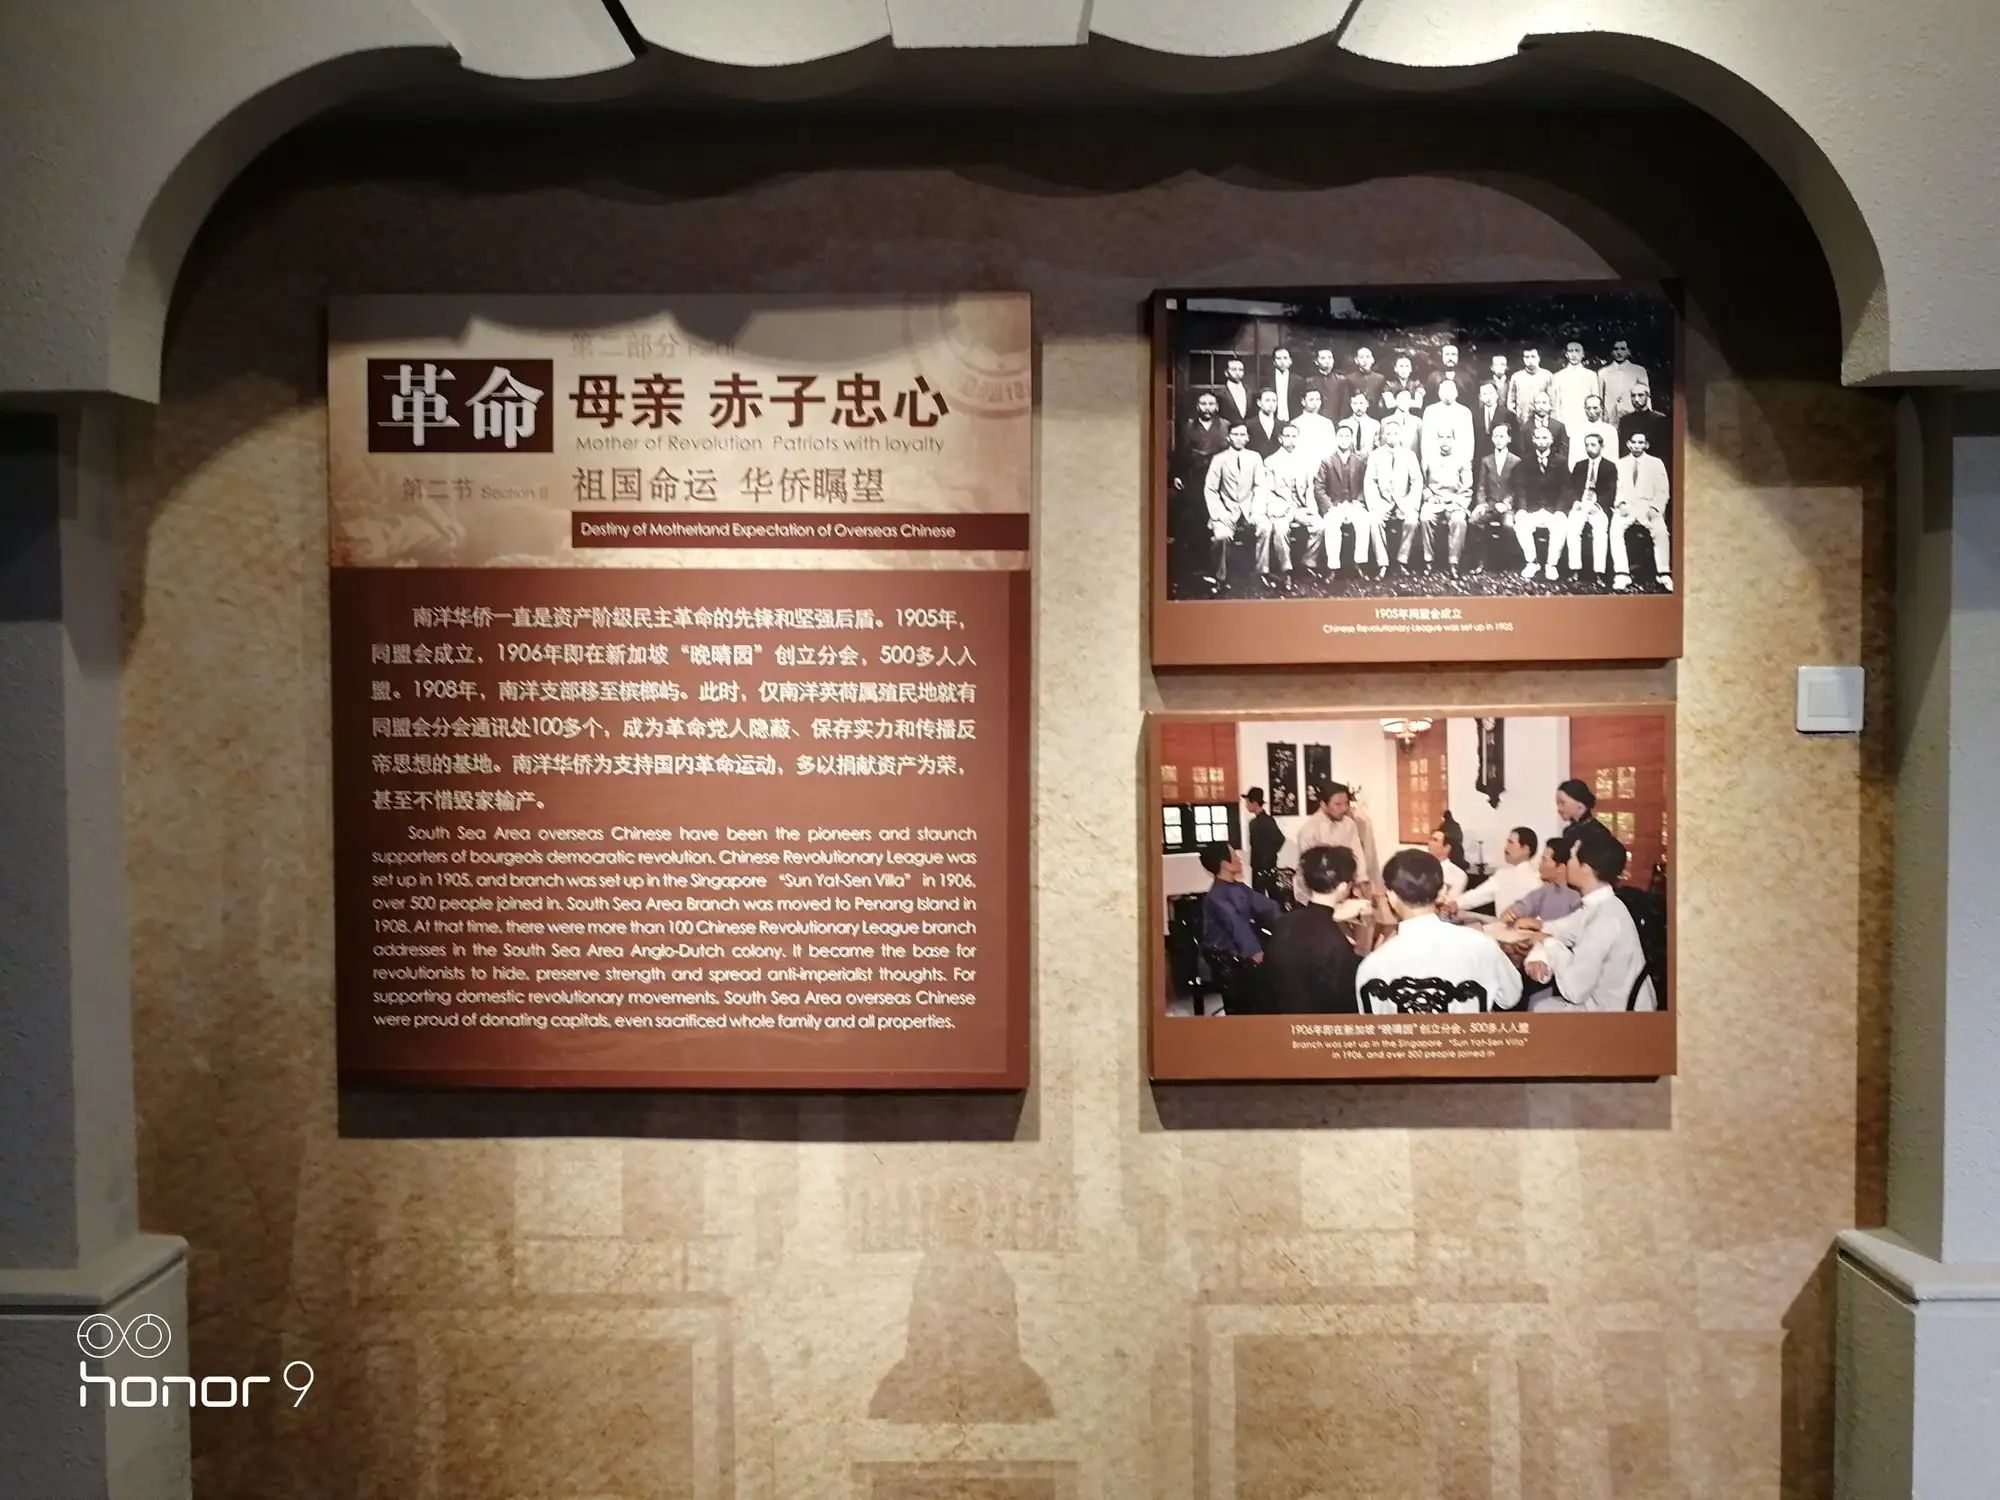 第二部分
革命 母亲 赤子忠心
Mother of Revolution Patriots with loyalty
第二节 Section II 祖国命运 华侨瞩望
Destiny of Motherland Expectation of Overseas Chinese
南洋华侨一直是资产阶级民主革命的先锋和坚强后盾。1905年，
同盟会成立，1906年即在新加坡“晚晴园”创立分会，500多人入
盟。1908年，南洋支部移至槟榔屿。此时，仅南洋英荷属殖民地就有
同盟会分会通讯处100多个，成为革命党人隐蔽、保存实力和传播反
帝思想的基地。南洋华侨为支持国内革命运动，多以捐献资产为荣，
甚至不惜毁家输产。
South Sea Area overseas Chinese have been the pioneers and staunch
supporters of bourgeois democratic revolution. Chinese Revolutionary League was
set up in 1905, and branch was set up in the Singapore “Sun Yat-Sen Villa” in 1906,
over 500 people joined in. South Sea Area Branch was moved to Penang Island in
1908. At that time, there were more than 100 Chinese Revolutionary League branch
addresses in the South Sea Area Anglo-Dutch colony. It became the base for
revolutionists to hide, preserve strength and spread anti-imperialist thoughts. For
supporting domestic revolutionary movements, South Sea Area overseas Chinese
were proud of donating capitals, even sacrificed whole family and all properties.
1905年同盟会成立
Chinese Revolutionary League was set up in 1905
1906年即在新加坡“晚晴园”创立分会，500多人入盟
Branch was set up in the Singapore “Sun Yat-Sen Villa”
in 1906, and over 500 people joined in
honor 9